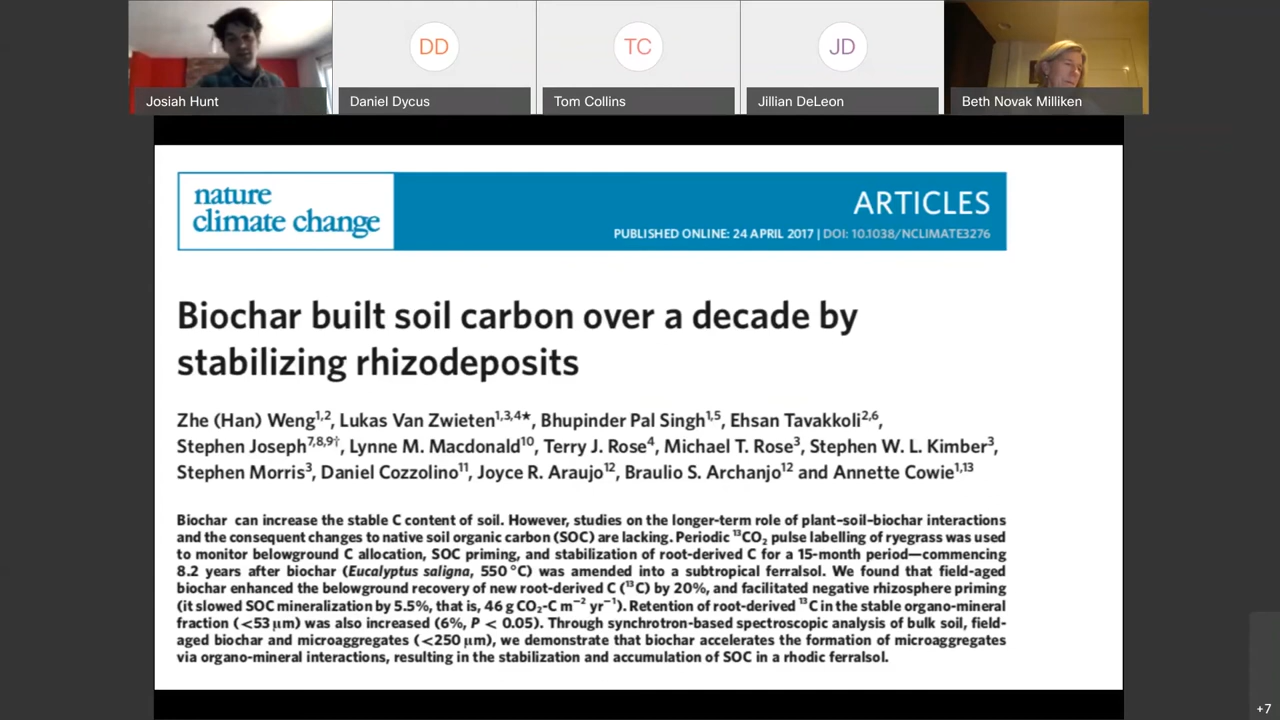 DD
TC
JD
Josiah Hunt
Daniel Dycus
Tom Collins
Jillian DeLeon
Beth Novak Milliken
nature
climate change
ARTICLES
PUBLISHED ONLINE: 24 APRIL 2017 | DOI: 10.1038/NCLIMATE3276
Biochar built soil carbon over a decade by
stabilizing rhizodeposits
Zhe (Han) Weng1,2, Lukas Van Zwieten1,3,4★, Bhupinder Pal Singh1,5, Ehsan Tavakkoli2,6,
Stephen Joseph7,8,9†, Lynne M. Macdonald10, Terry J. Rose4, Michael T. Rose3, Stephen W. L. Kimber3,
Stephen Morris3, Daniel Cozzolino11, Joyce R. Araujo12, Braulio S. Archanjo12 and Annette Cowie1,13
Biochar can increase the stable C content of soil. However, studies on the longer-term role of plant–soil–biochar interactions
and the consequent changes to native soil organic carbon (SOC) are lacking. Periodic 13CO2 pulse labelling of ryegrass was used
to monitor belowground C allocation, SOC priming, and stabilization of root-derived C for a 15-month period—commencing
8.2 years after biochar (Eucalyptus saligna, 550 °C) was amended into a subtropical ferralsol. We found that field-aged
biochar enhanced the belowground recovery of new root-derived C (13C) by 20%, and facilitated negative rhizosphere priming
(it slowed SOC mineralization by 5.5%, that is, 46 g CO2-C m−2 yr−1). Retention of root-derived 13C in the stable organo-mineral
fraction (<53 μm) was also increased (6%, P < 0.05). Through synchrotron-based spectroscopic analysis of bulk soil, field-
aged biochar and microaggregates (<250 μm), we demonstrate that biochar accelerates the formation of microaggregates
via organo-mineral interactions, resulting in the stabilization and accumulation of SOC in a rhodic ferralsol.
+7